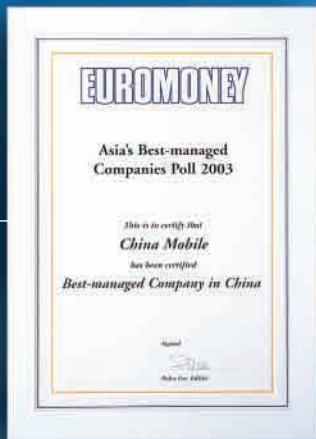 EUROMONEY
Asia's Best-managed
Companies Poll 2003
This is to certify that
China Mobile
has been certified
Best-managed Company in China
Signed
Editor